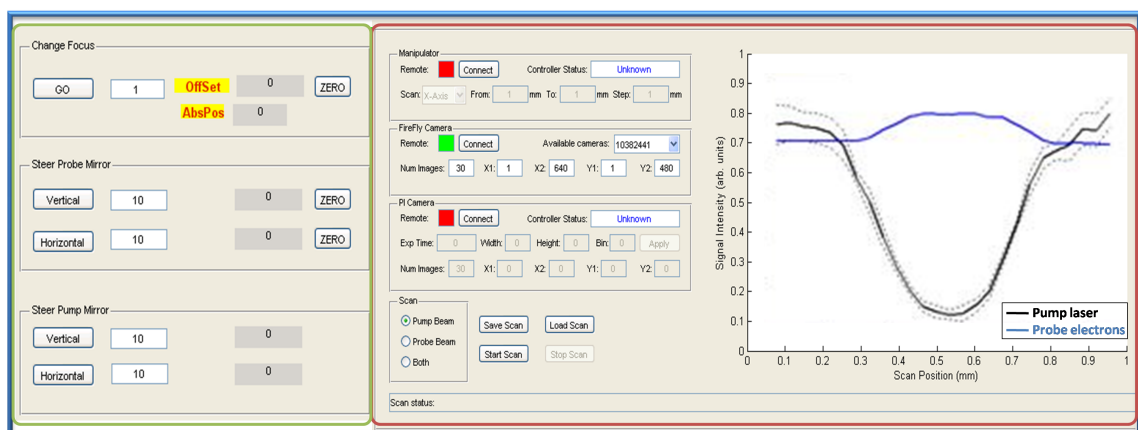 Change Focus
GO 1 OffSet 0 ZERO
AbsPos 0
Steer Probe Mirror
Vertical 10 0 ZERO
Horizontal 10 0 ZERO
Steer Pump Mirror
Vertical 10 0
Horizontal 10 0
Manipulator
Remote: Connect Controller Status: Unknown
Scan: X-Axis From: 1 mm To: 1 mm Step: 1 mm
FireFly Camera
Remote: Connect Available cameras: 10382441
Num Images: 30 X1: 1 X2: 640 Y1: 1 Y2: 480
PI Camera
Remote: Connect Controller Status: Unknown
Exp Time: 0 Width: 0 Height: 0 Bin: 0 Apply
Num Images: 30 X1: 0 X2: 0 Y1: 0 Y2: 0
Scan
Pump Beam
Probe Beam
Both
Save Scan Load Scan
Start Scan Stop Scan
Scan status:
Signal Intensity (arb. units)
1
0.9
0.8
0.7
0.6
0.5
0.4
0.3
0.2
0.1
0
Pump laser
Probe electrons
0 0.1 0.2 0.3 0.4 0.5 0.6 0.7 0.8 0.9 1
Scan Position (mm)